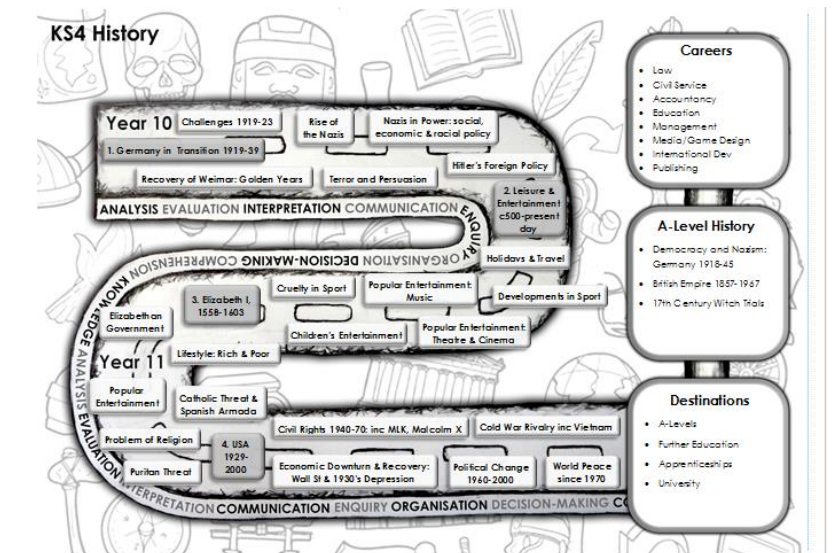 KS4 History
Year 10
Challenges 1919-23
Rise of
the Nazis
Nazis in Power: social,
economic & racial policy
1. Germany in Transition 1919-39
Hitler's Foreign Policy
Recovery of Weimar: Golden Years
Terror and Persuasion
2. Leisure &
Entertainment
c500-present
day
ANALYSIS EVALUATION INTERPRETATION COMMUNICATION ENQUIRY ORGANISATION DECISION-MAKING COMPREHENSION KNOWLEDGE ANALYSIS EVALUATION INTERPRETATION COMMUNICATION ENQUIRY ORGANISATION DECISION-MAKING CO
Holidays & Travel
Developments in Sport
Popular Entertainment:
Music
Cruelty in Sport
Popular Entertainment:
Theatre & Cinema
Children's Entertainment
3. Elizabeth I,
1558-1603
Elizabethan
Government
Lifestyle: Rich & Poor
Year 11
Popular
Entertainment
Catholic Threat &
Spanish Armada
Problem of Religion
Puritan Threat
4. USA
1929-
2000
Civil Rights 1940-70: inc MLK, Malcolm X
Cold War Rivalry inc Vietnam
Economic Downturn & Recovery:
Wall St & 1930's Depression
Political Change
1960-2000
World Peace
since 1970
Careers
• Law
• Civil Service
• Accountancy
• Education
• Management
• Media/Game Design
• International Dev
• Publishing
A-Level History
• Democracy and Nazism:
Germany 1918-45
• British Empire 1857-1967
• 17th Century Witch Trials
Destinations
• A-Levels
• Further Education
• Apprenticeships
• University